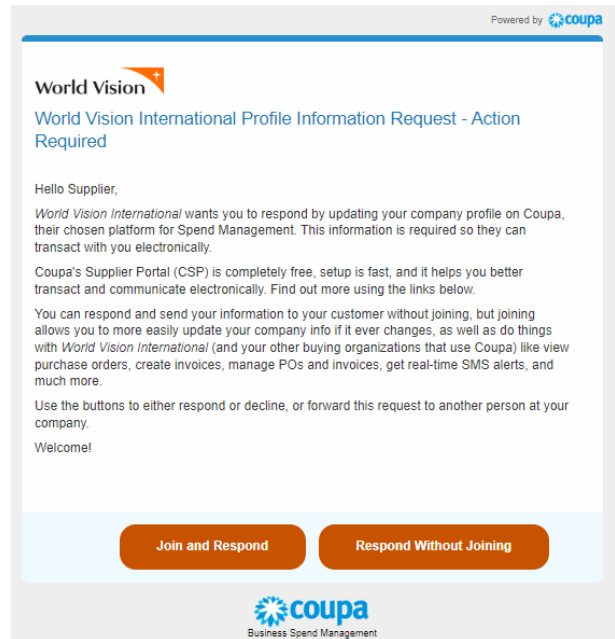 Powered by coupa
World Vision
World Vision International Profile Information Request - Action
Required
Hello Supplier,
World Vision International wants you to respond by updating your company profile on Coupa,
their chosen platform for Spend Management. This information is required so they can
transact with you electronically.
Coupa's Supplier Portal (CSP) is completely free, setup is fast, and it helps you better
transact and communicate electronically. Find out more using the links below.
You can respond and send your information to your customer without joining, but joining
allows you to more easily update your company info if it ever changes, as well as do things
with World Vision International (and your other buying organizations that use Coupa) like view
purchase orders, create invoices, manage POs and invoices, get real-time SMS alerts, and
much more.
Use the buttons to either respond or decline, or forward this request to another person at your
company.
Welcome!
Join and Respond
Respond Without Joining
coupa
Business Spend Management